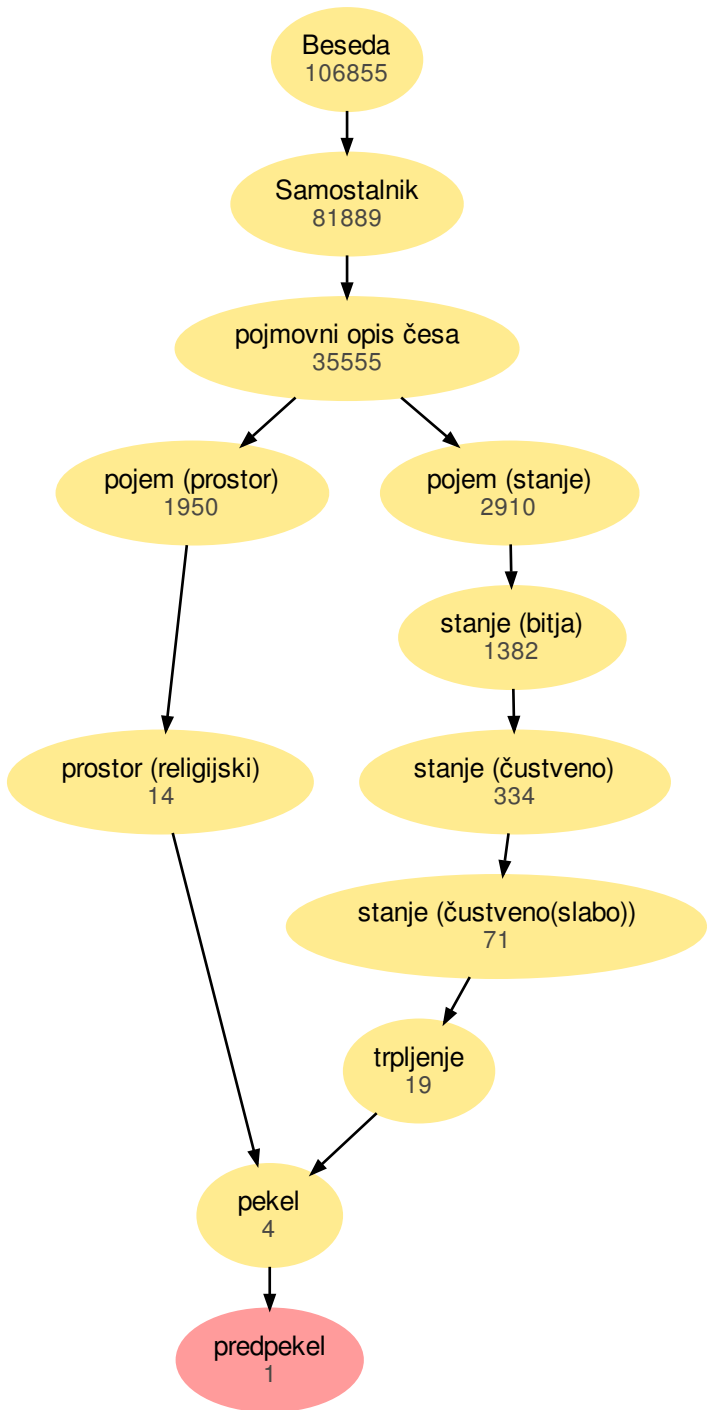 Beseda
106855
Samostalnik
81889
pojmovni opis česa
35555
pojem (prostor)
1950
pojem (stanje)
2910
stanje (bitja)
1382
prostor (religijski)
14
stanje (čustveno)
334
stanje (čustveno(slabo))
71
trpljenje
19
pekel
4
predpekel
1